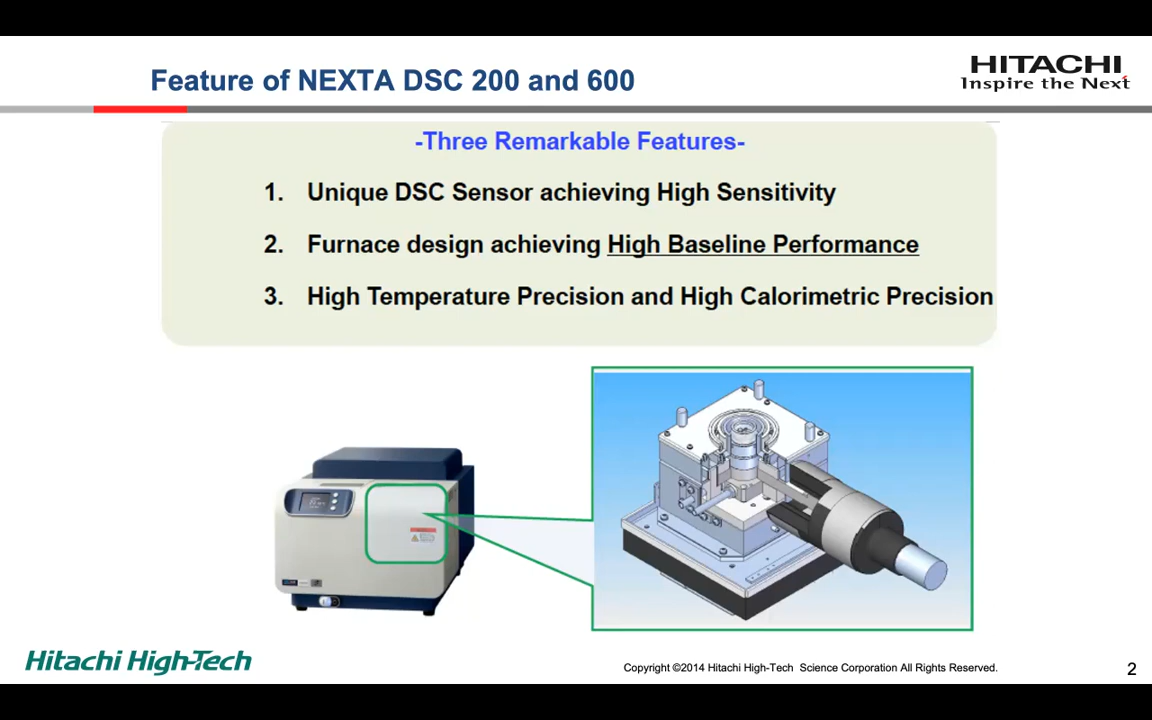 Feature of NEXTA DSC 200 and 600
HITACHI
Inspire the Next
-Three Remarkable Features-
1. Unique DSC Sensor achieving High Sensitivity
2. Furnace design achieving High Baseline Performance
3. High Temperature Precision and High Calorimetric Precision
Hitachi High-Tech
Copyright ©2014 Hitachi High-Tech Science Corporation All Rights Reserved.
2